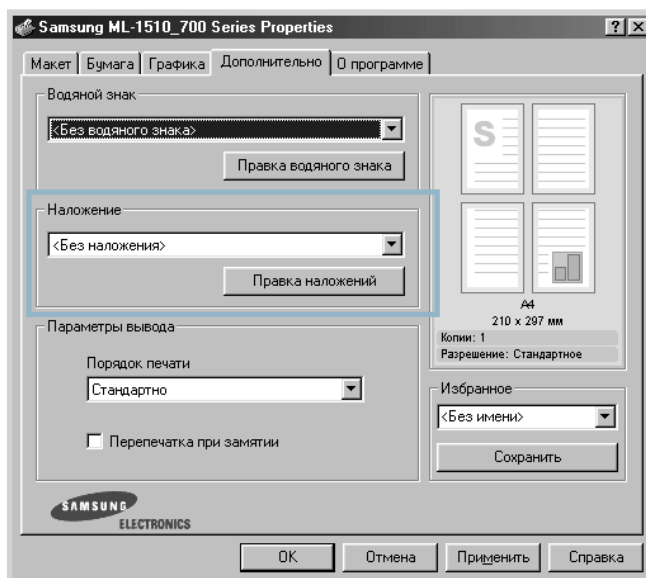 Samsung ML-1510_700 Series Properties
Макет Бумага Графика Дополнительно О программе
Водяной знак
<Без водяного знака>
Правка водяного знака
Наложение
<Без наложения>
Правка наложений
Параметры вывода
Порядок печати
Стандартно
Перепечатка при замятии
S
A4
210 x 297 мм
Копии: 1
Разрешение: Стандартное
Избранное
<Без имени>
Сохранить
SAMSUNG
ELECTRONICS
OK Отмена Применить Справка